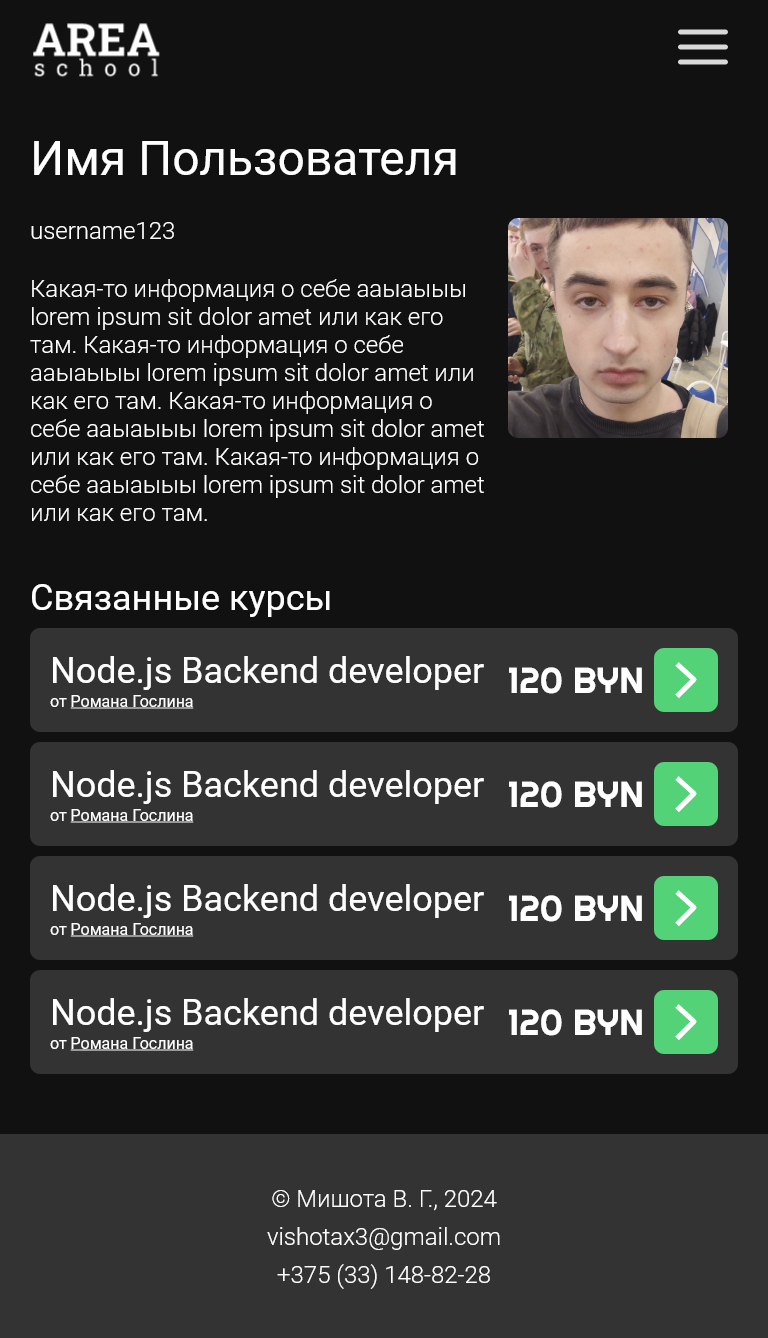 AREA
school
Имя Пользователя
username123
Какая-то информация о себе ааыаыыы
lorem ipsum sit dolor amet или как его
там. Какая-то информация о себе
ааыаыыы lorem ipsum sit dolor amet или
как его там. Какая-то информация о
себе ааыаыыы lorem ipsum sit dolor amet
или как его там. Какая-то информация о
себе ааыаыыы lorem ipsum sit dolor amet
или как его там.
Связанные курсы
Node.js Backend developer 120 BYN
от Романа Гослина
Node.js Backend developer 120 BYN
от Романа Гослина
Node.js Backend developer 120 BYN
от Романа Гослина
Node.js Backend developer 120 BYN
от Романа Гослина
© Мишота В. Г., 2024
vishotax3@gmail.com
+375 (33) 148-82-28